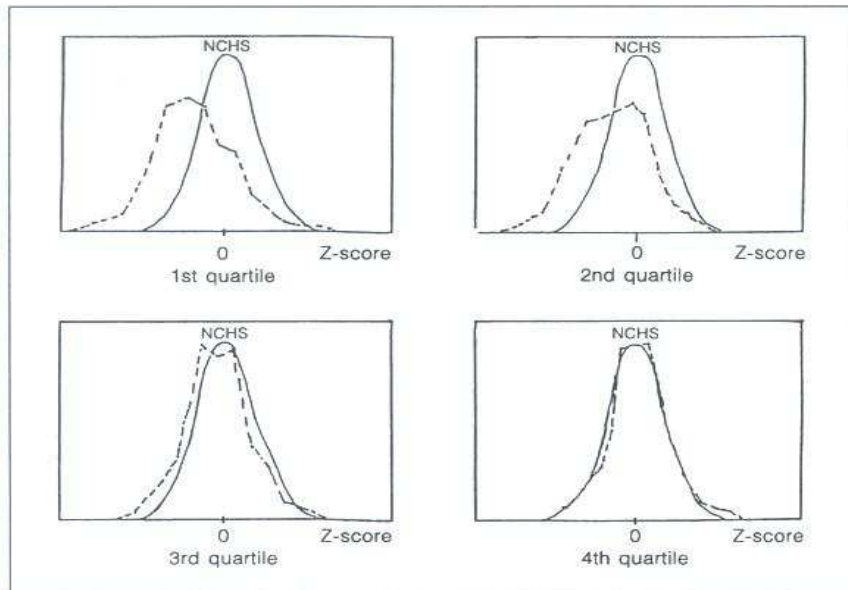 NCHS
0
Z-score
1st quartile
NCHS
0
Z-score
2nd quartile
NCHS
0
Z-score
3rd quartile
NCHS
0
Z-score
4th quartile